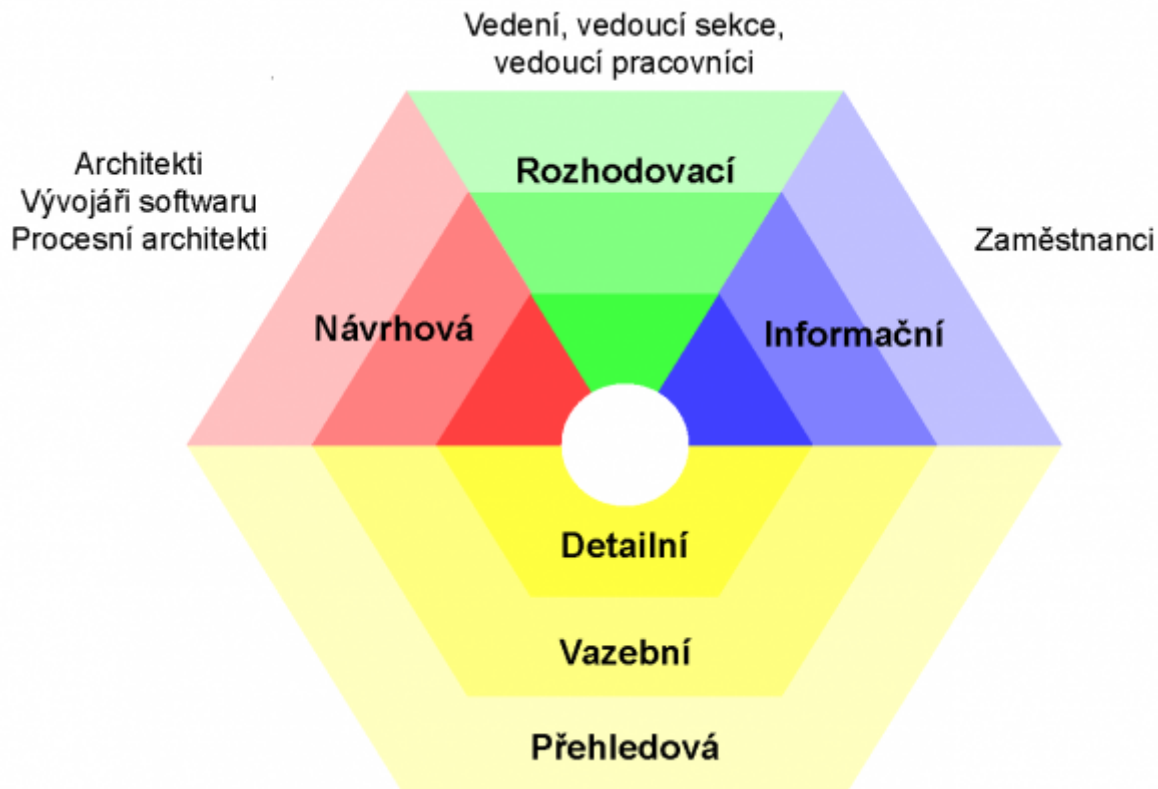 Vedení, vedoucí sekce,
vedoucí pracovníci
Architekti
Vývojáři softwaru
Procesní architekti
Rozhodovací
Zaměstnanci
Návrhová
Informační
Detailní
Vazební
Přehledová